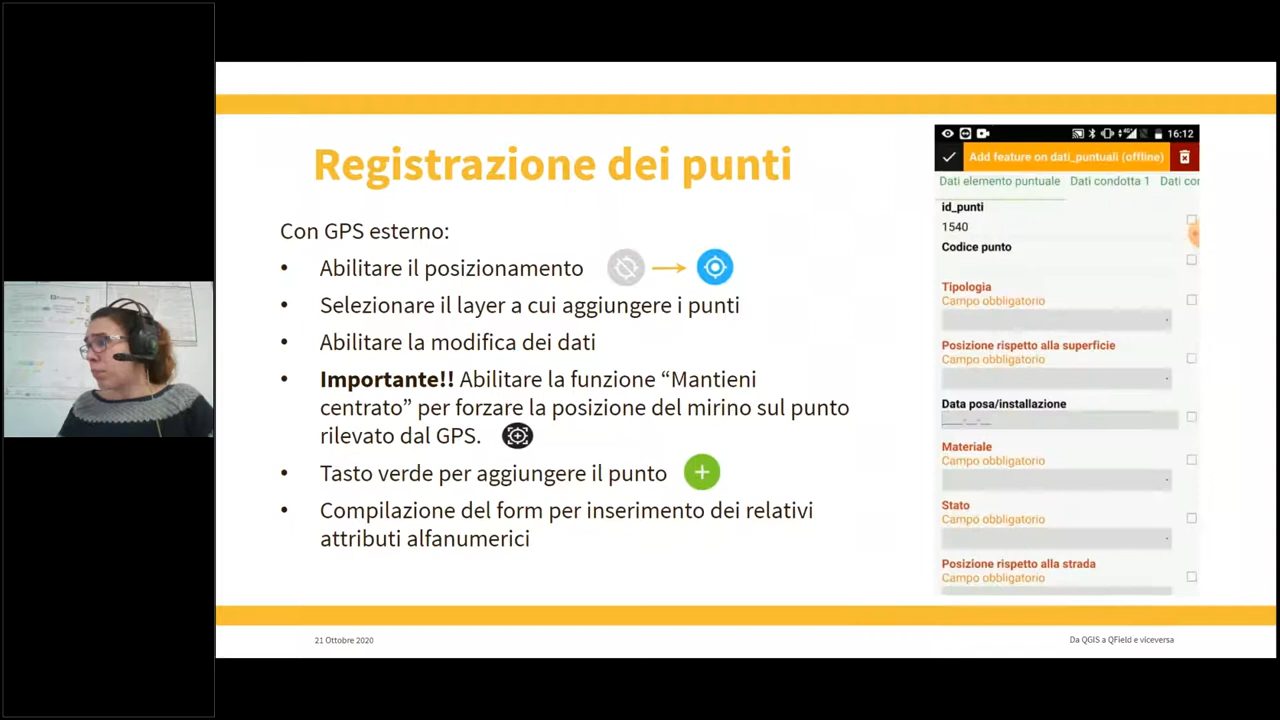 Registrazione dei punti
Con GPS esterno:
• Abilitare il posizionamento
• Selezionare il layer a cui aggiungere i punti
• Abilitare la modifica dei dati
• Importante!! Abilitare la funzione “Mantieni
centrato” per forzare la posizione del mirino sul punto
rilevato dal GPS.
• Tasto verde per aggiungere il punto
• Compilazione del form per inserimento dei relativi
attributi alfanumerici
16:12
Add feature on dati_puntuali (offline)
Dati elemento puntuale Dati condotta 1 Dati cor
id_punti
1540
Codice punto
Tipologia
Campo obbligatorio
Posizione rispetto alla superficie
Campo obbligatorio
Data posa/installazione
Materiale
Campo obbligatorio
Stato
Campo obbligatorio
Posizione rispetto alla strada
Campo obbligatorio
21 Ottobre 2020
Da QGIS a QField e viceversa